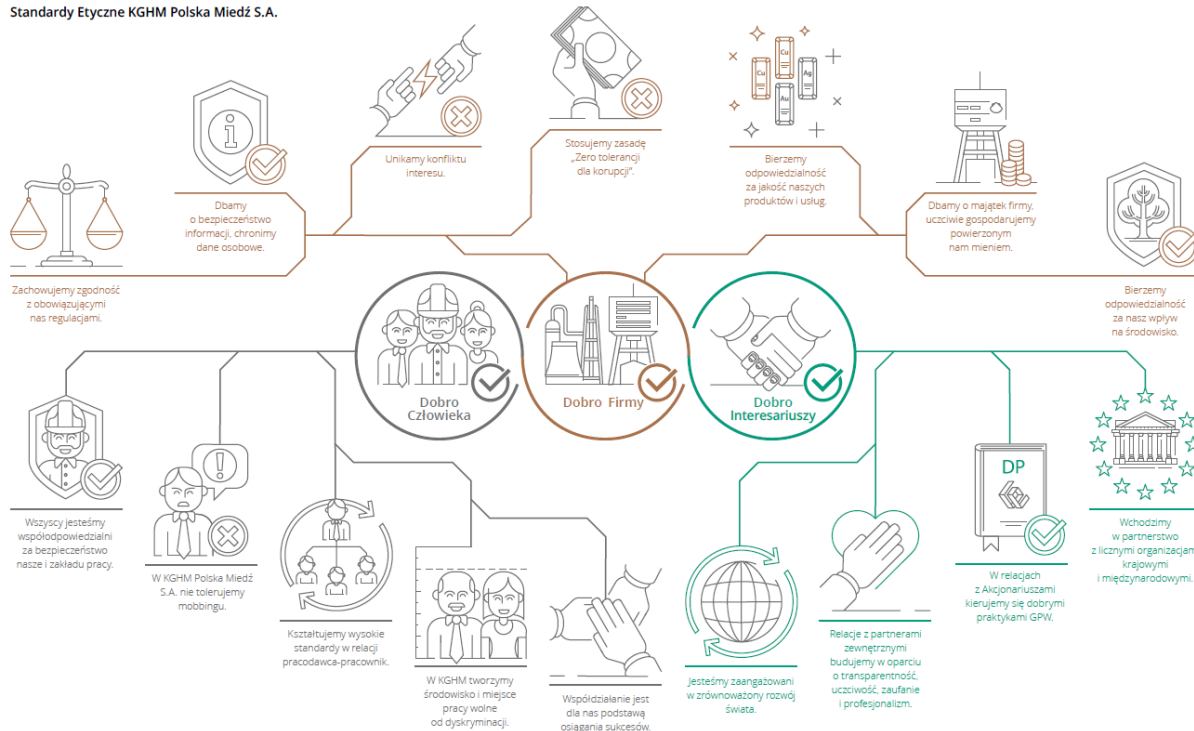 Standardy Etyczne KGHM Polska Miedź S.A.
Zachowujemy zgodność
z obowiązującymi
nas regulacjami.
Dbamy
o bezpieczeństwo
informacji, chronimy
dane osobowe.
Unikamy konfliktu
interesu.
Stosujemy zasadę
„Zero tolerancji
dla korupcji”.
Cu
Cu
Ag
Au
Bierzemy
odpowiedzialność
za jakość naszych
produktów i usług.
Dbamy o majątek firmy,
uczciwie gospodarujemy
powierzonym
nam mieniem.
Bierzemy
odpowiedzialność
za nasz wpływ
na środowisko.
Dobro
Człowieka
Dobro Firmy
Dobro
Interesariuszy
Wszyscy jesteśmy
współodpowiedzialni
za bezpieczeństwo
nasze i zakładu pracy.
W KGHM Polska Miedź
S.A. nie tolerujemy
mobbingu.
Kształtujemy wysokie
standardy w relacji
pracodawca-pracownik.
W KGHM tworzymy
środowisko i miejsce
pracy wolne
od dyskryminacji.
Współdziałanie jest
dla nas podstawą
osiągania sukcesów.
Jesteśmy zaangażowani
w zrównoważony rozwój
świata.
Relacje z partnerami
zewnętrznymi
budujemy w oparciu
o transparentność,
uczciwość, zaufanie
i profesjonalizm.
DP
W relacjach
z Akcjonariuszami
kierujemy się dobrymi
praktykami GPW.
Wchodzimy
w partnerstwo
z licznymi organizacjami
krajowymi
i międzynarodowymi.